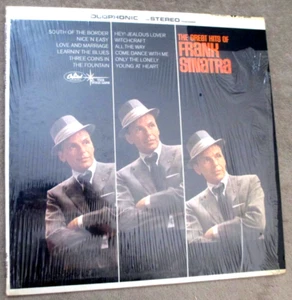 DUOPHONIC
STEREO
SOUTH OF THE BORDER
NICE 'N' EASY
LOVE AND MARRIAGE
LEARNIN' THE BLUES
THREE COINS IN
THE FOUNTAIN
HEY! JEALOUS LOVER
WITCHCRAFT
ALL THE WAY
COME DANCE WITH ME
ONLY THE LONELY
YOUNG AT HEART
THE GREAT HITS OF
FRANK
SINATRA
Capitol